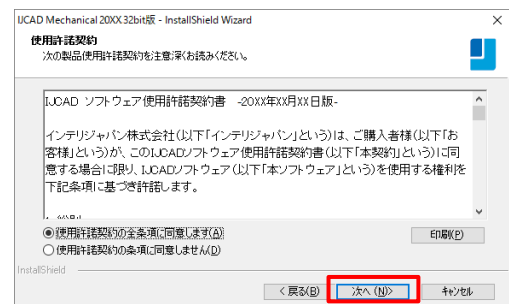 IJCAD Mechanical 20XX 32bit版 - InstallShield Wizard
使用許諾契約
次の製品使用許諾契約を注意深くお読みください。
IJCAD ソフトウェア使用許諾契約書 -20XX年XX月XX日版-
インテリジャパン株式会社(以下「インテリジャパン」という)は、ご購入者様(以下「お
客様」という)が、このIJCADソフトウェア使用許諾契約書(以下「本契約」という)に同
意する場合に限り、IJCADソフトウェア(以下「本ソフトウェア」という)を使用する権利を
下記条項に基づき許諾します。
使用許諾契約の全条項に同意します(A)
印刷(P)
使用許諾契約の条項に同意しません(D)
InstallShield
< 戻る(B)
次へ (N)>
キャンセル